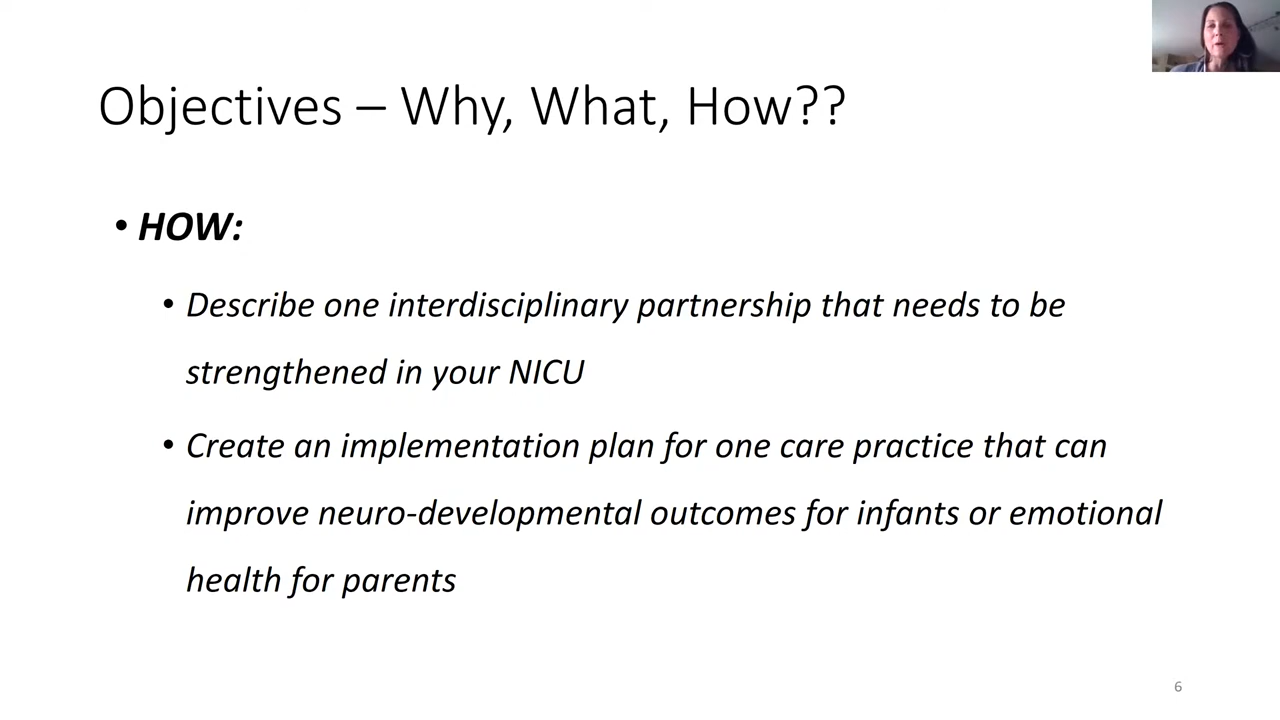 Objectives – Why, What, How??
• HOW:
• Describe one interdisciplinary partnership that needs to be
strengthened in your NICU
• Create an implementation plan for one care practice that can
improve neuro-developmental outcomes for infants or emotional
health for parents
6